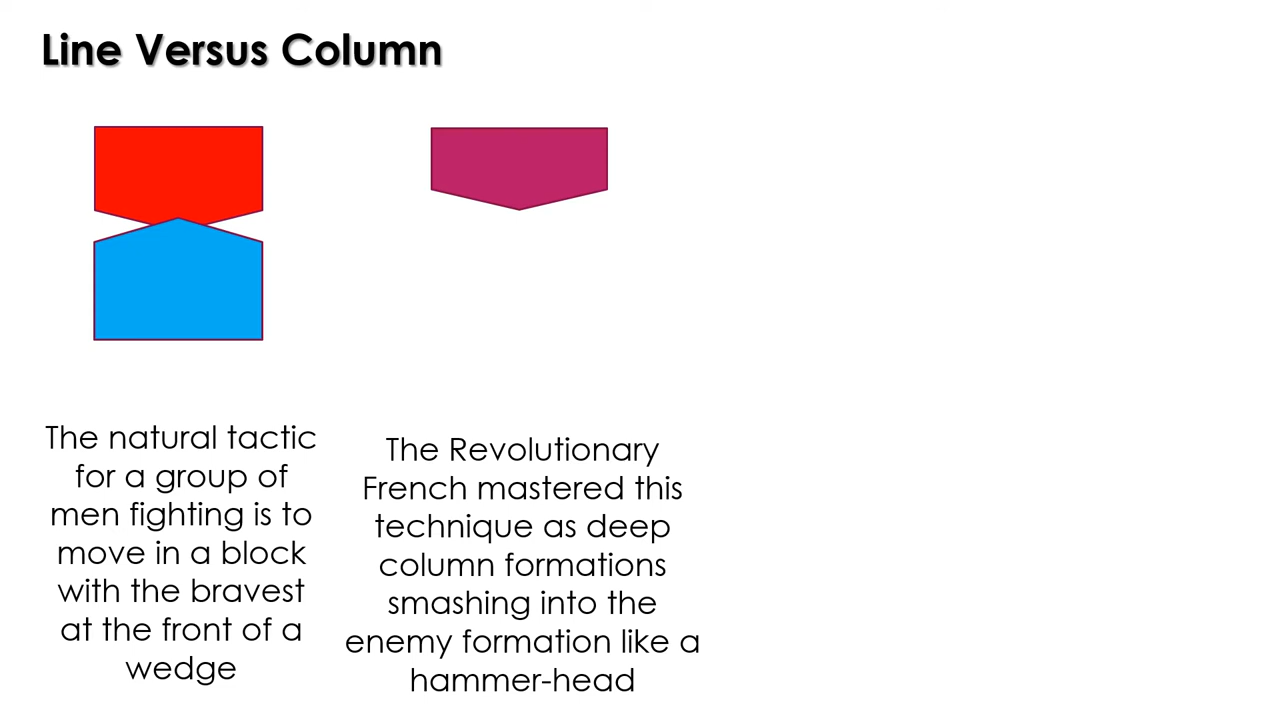 Line Versus Column
The natural tactic
for a group of
men fighting is to
move in a block
with the bravest
at the front of a
wedge
The Revolutionary
French mastered this
technique as deep
column formations
smashing into the
enemy formation like a
hammer-head